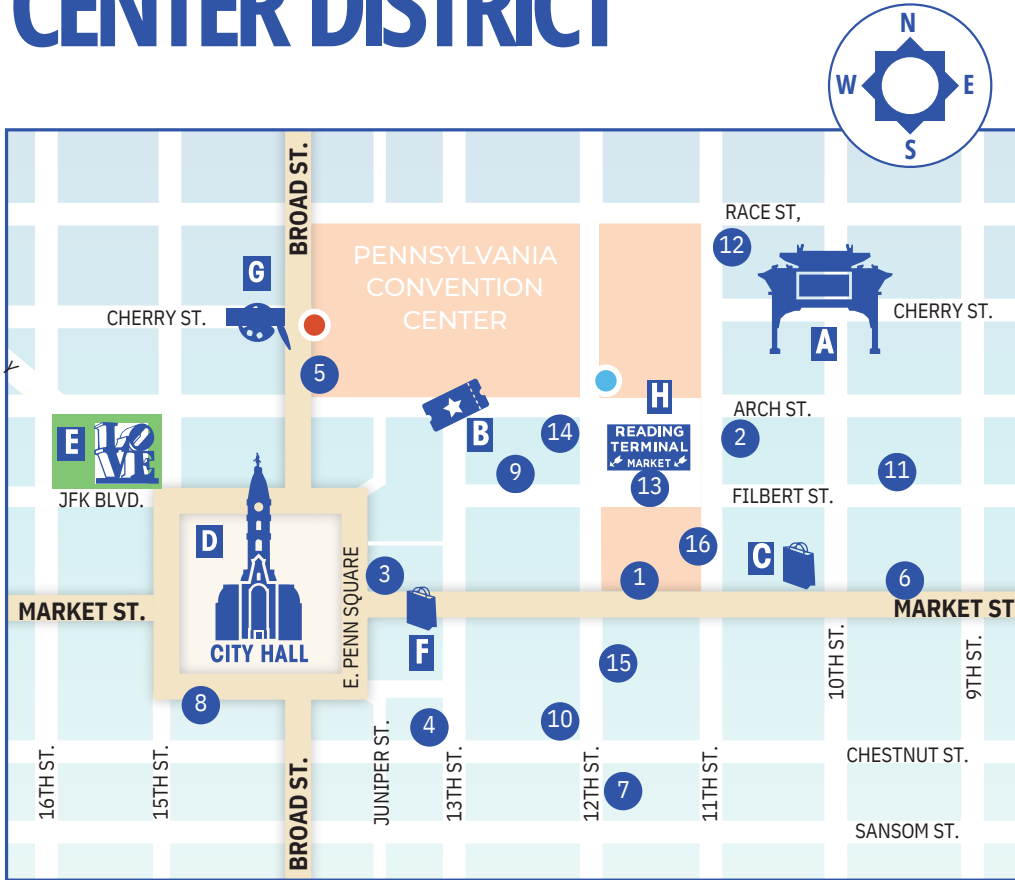 CENTER DISTRICT
N
W
E
S
BROAD ST.
RACE ST,
12
PENNSYLVANIA
CONVENTION
CENTER
G
CHERRY ST.
CHERRY ST.
A
5
H
ARCH ST.
B
14
2
READING
TERMINAL
MARKET
E
LOVE
9
13
11
JFK BLVD.
FILBERT ST.
D
16
C
3
1
6
E. PENN SQUARE
MARKET ST.
MARKET ST
CITY HALL
F
15
10TH ST.
9TH ST.
8
4
10
16TH ST.
15TH ST.
BROAD ST.
JUNIPER ST.
13TH ST.
12TH ST.
7
11TH ST.
CHESTNUT ST.
SANSOM ST.